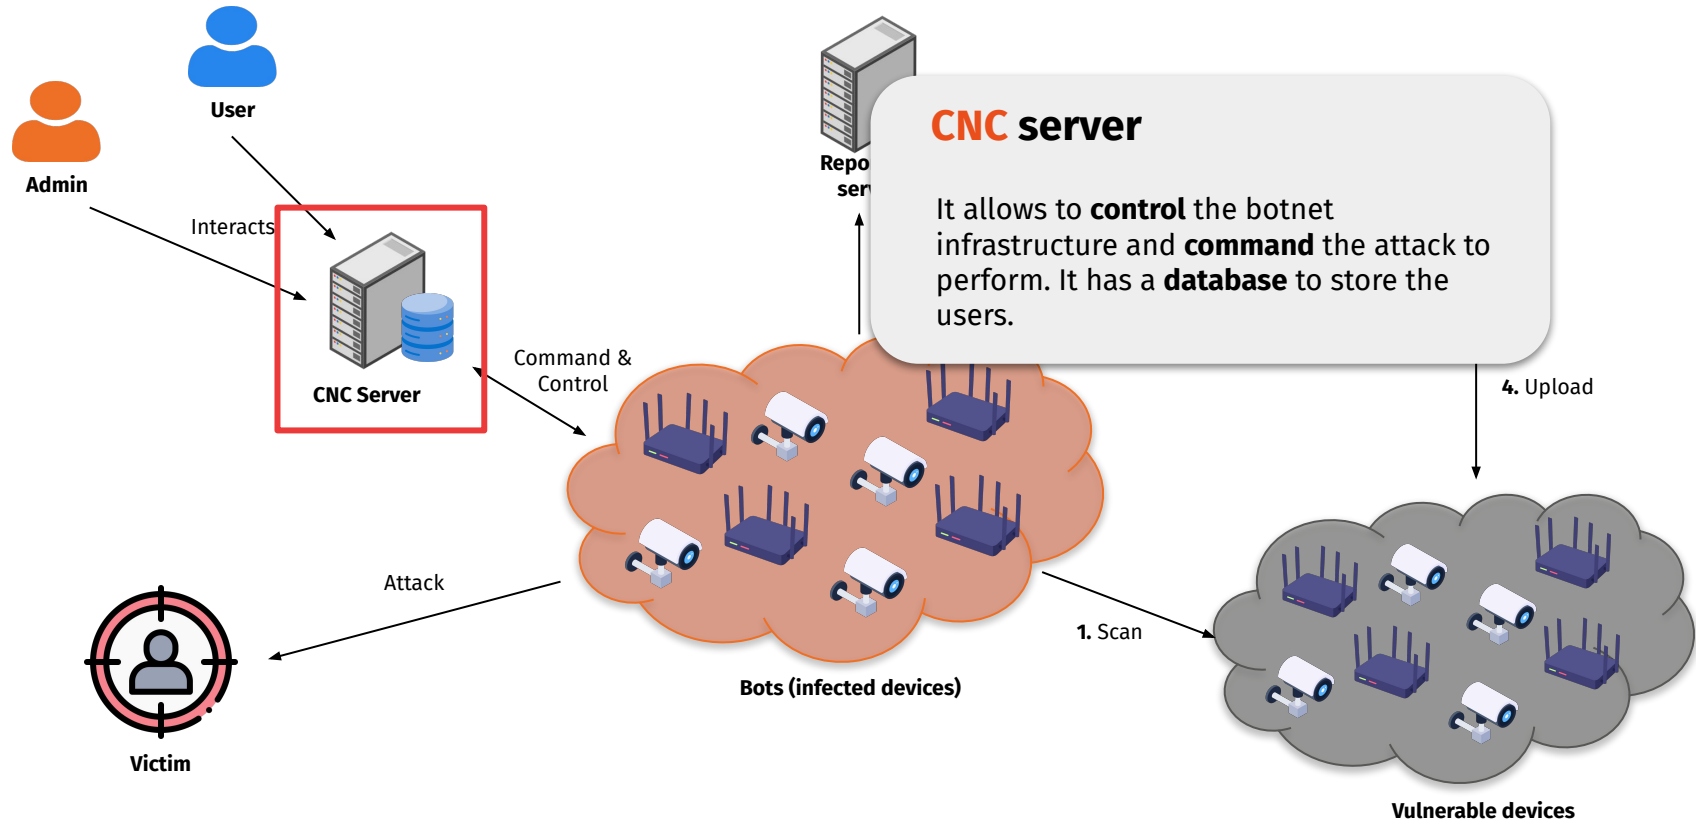 User
Admin
Interacts
CNC Server
Command &
Control
CNC server
It allows to control the botnet
infrastructure and command the attack to
perform. It has a database to store the
users.
4. Upload
Attack
1. Scan
Bots (infected devices)
Victim
Vulnerable devices